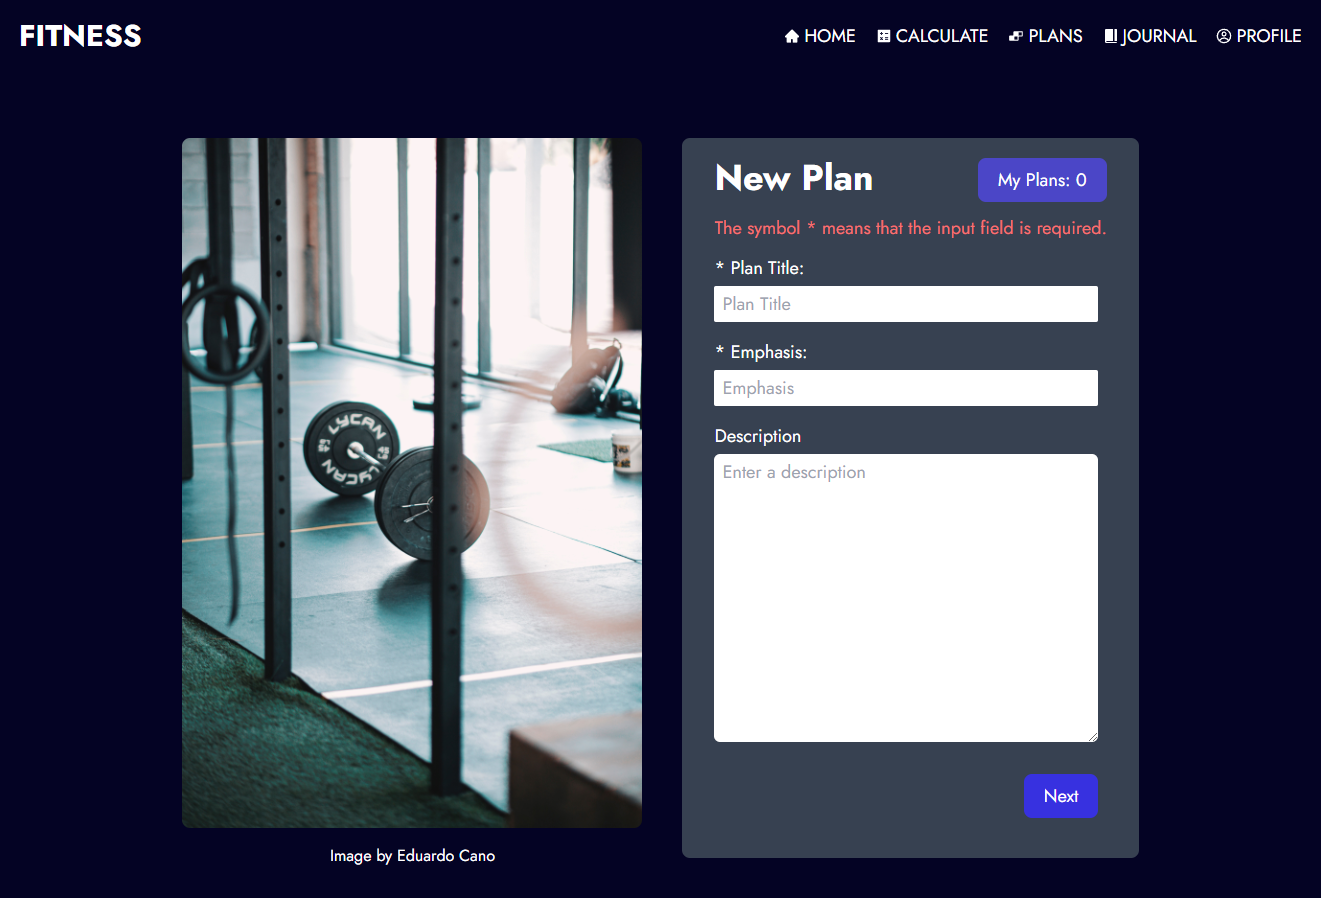 FITNESS
HOME CALCULATE PLANS JOURNAL PROFILE
New Plan
My Plans: 0
The symbol * means that the input field is required.
* Plan Title:
Plan Title
* Emphasis:
Emphasis
Description
Enter a description
Next
LYCAN
LYCAN
Image by Eduardo Cano